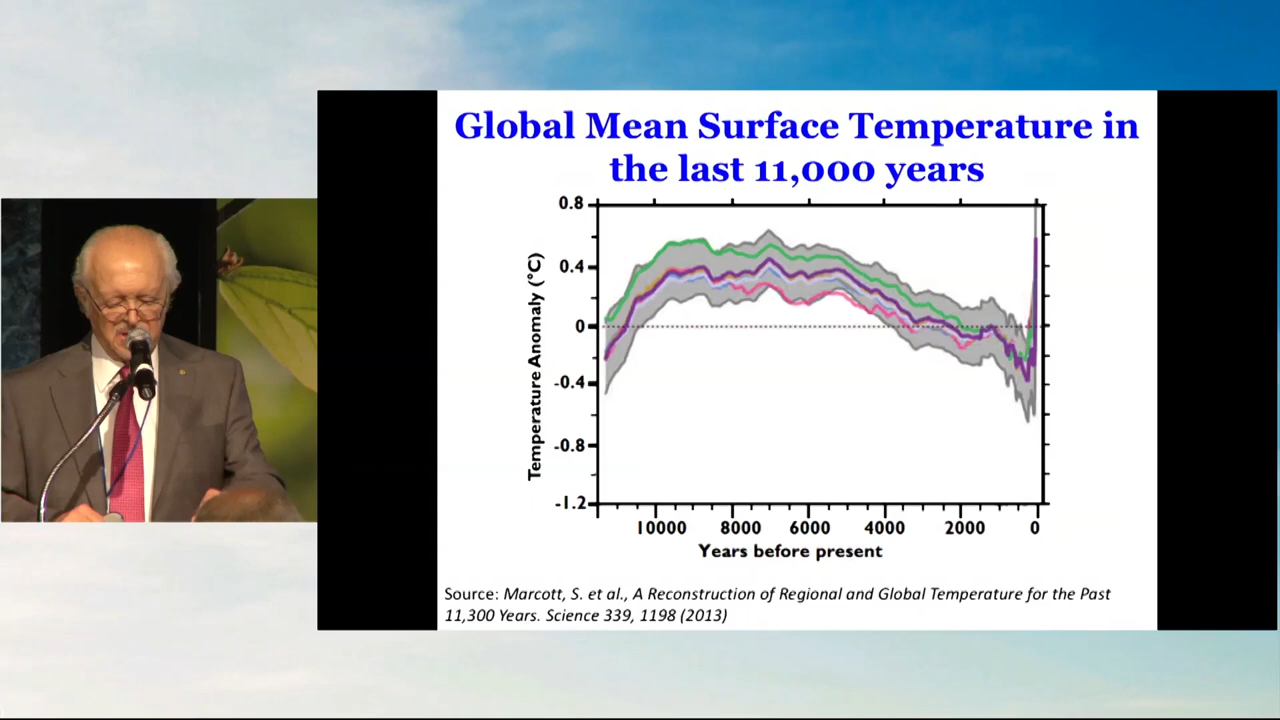 Global Mean Surface Temperature in
the last 11,000 years
0.8
0.4
0
-0.4
-0.8
-1.2
Temperature Anomaly (°C)
10000 8000 6000 4000 2000 0
Years before present
Source: Marcott, S. et al., A Reconstruction of Regional and Global Temperature for the Past
11,300 Years. Science 339, 1198 (2013)